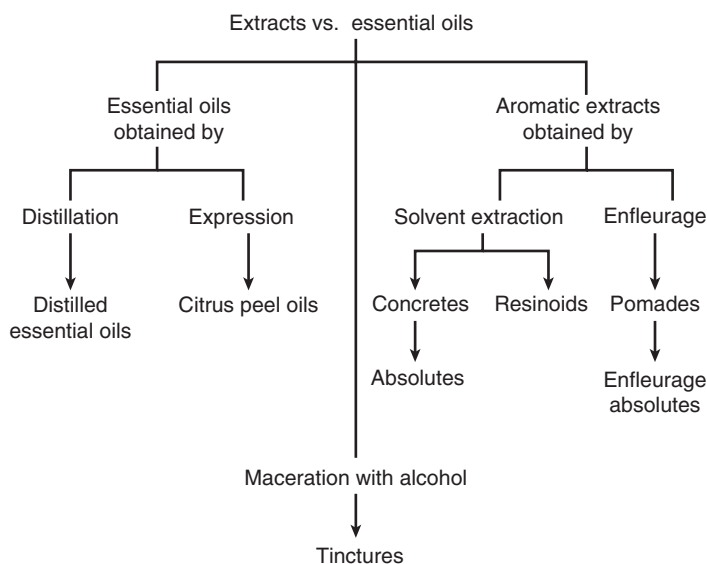 Extracts vs. essential oils
Essential oils
obtained by
Aromatic extracts
obtained by
Distillation
Expression
Solvent extraction
Enfleurage
Distilled
essential oils
Citrus peel oils
Concretes
Resinoids
Pomades
Absolutes
Enfleurage
absolutes
Maceration with alcohol
Tinctures